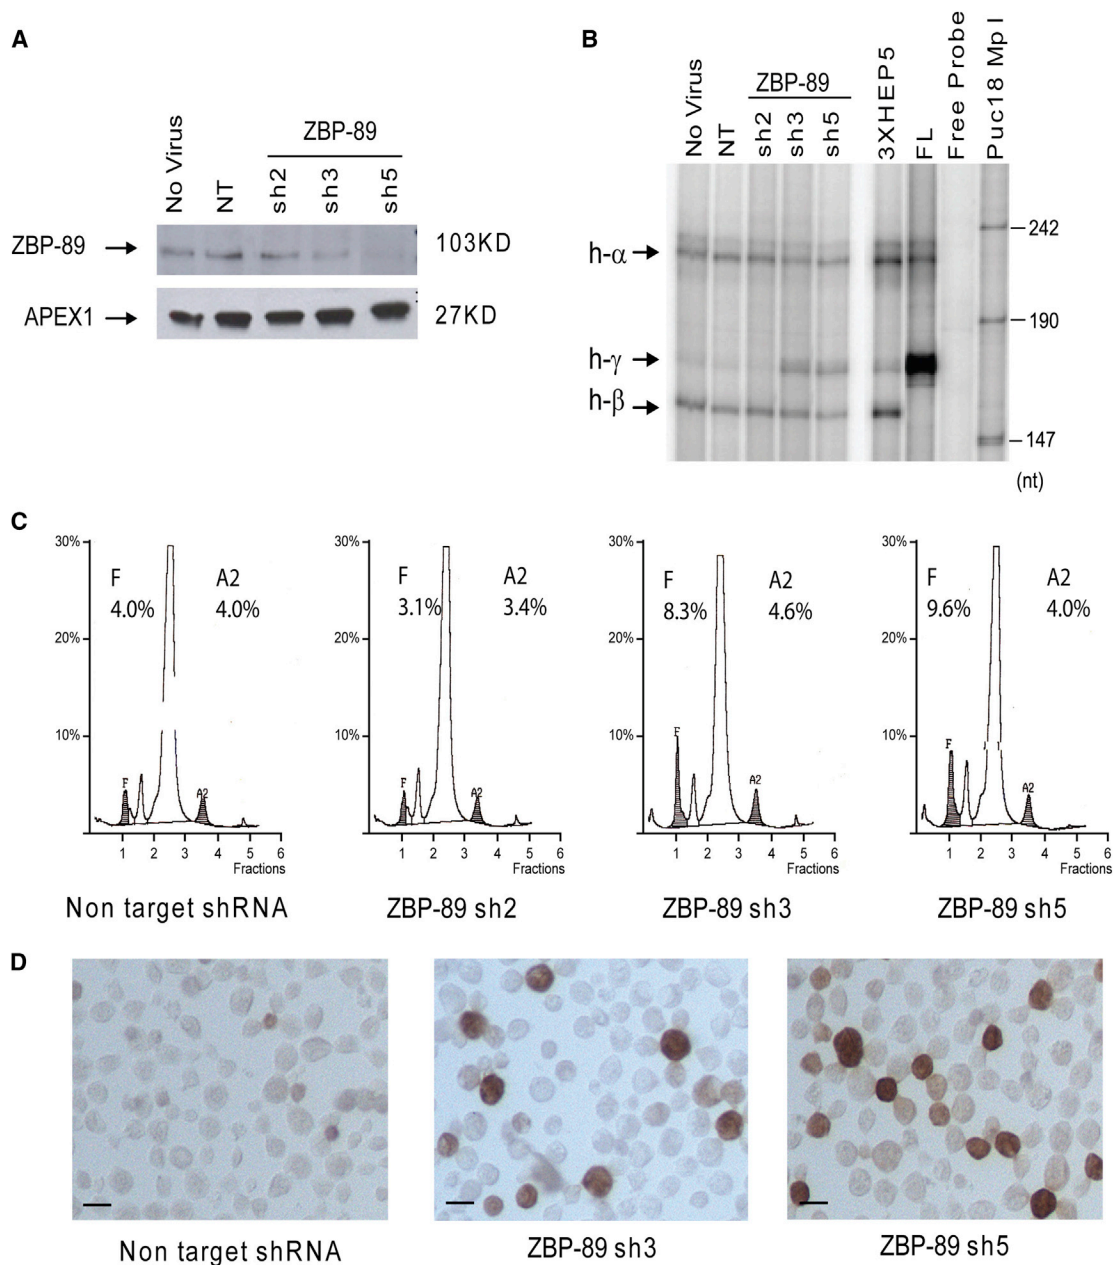 A
No Virus
NT
ZBP-89
sh2
sh3
sh5
ZBP-89
103KD
APEX1
27KD
B
No Virus
NT
ZBP-89
sh2
sh3
sh5
3XHEP5
FL
Free Probe
Puc18 Mp I
h-α
h-γ
h-β
242
190
147
(nt)
C
30%
20%
10%
F
4.0%
A2
4.0%
F
A2
1 2 3 4 5 6
Fractions
Non target shRNA
30%
20%
10%
F
3.1%
A2
3.4%
F
A2
1 2 3 4 5 6
Fractions
ZBP-89 sh2
30%
20%
10%
F
8.3%
A2
4.6%
F
A2
1 2 3 4 5 6
Fractions
ZBP-89 sh3
30%
20%
10%
F
9.6%
A2
4.0%
F
A2
1 2 3 4 5 6
Fractions
ZBP-89 sh5
D
Non target shRNA
ZBP-89 sh3
ZBP-89 sh5